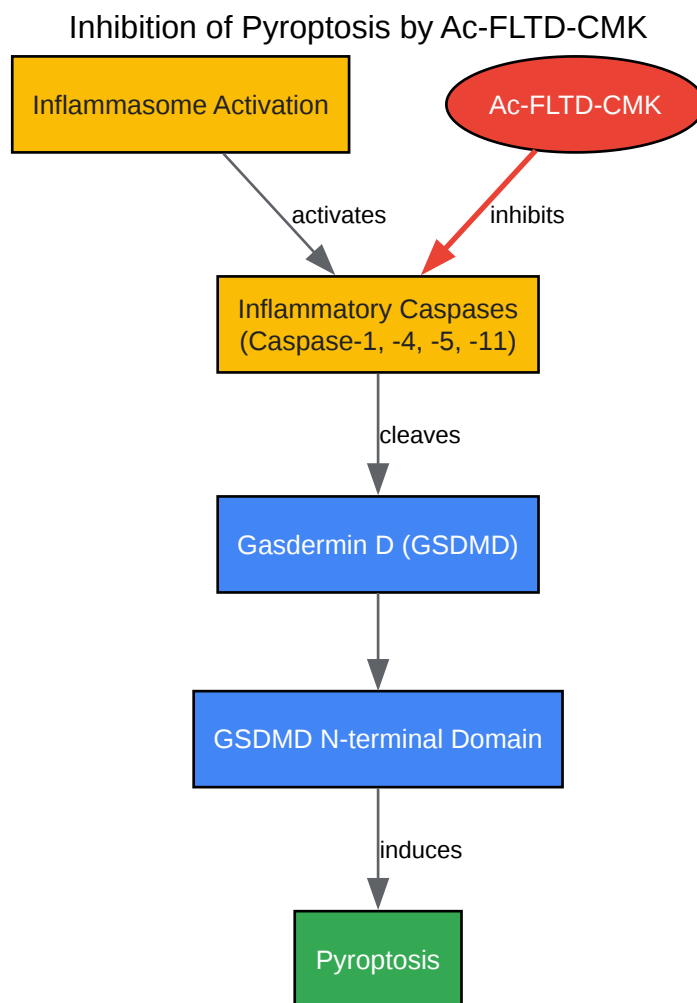 Inhibition of Pyroptosis by Ac-FLTD-CMK
Inflammasome Activation
Ac-FLTD-CMK
activates
inhibits
Inflammatory Caspases
(Caspase-1, -4, -5, -11)
cleaves
Gasdermin D (GSDMD)
GSDMD N-terminal Domain
induces
Pyroptosis